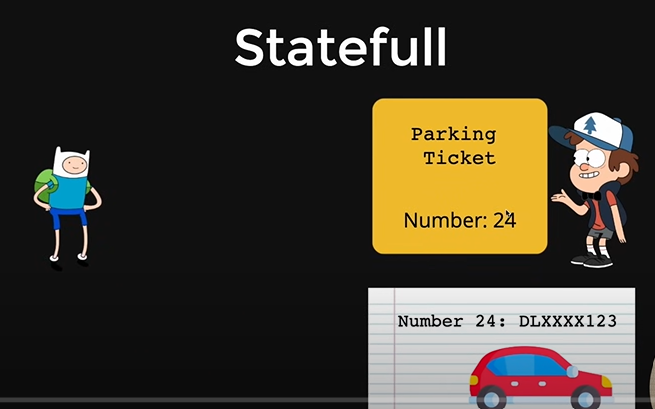 Statefull
Parking
Ticket
Number: 24
Number 24: DLXXXX123